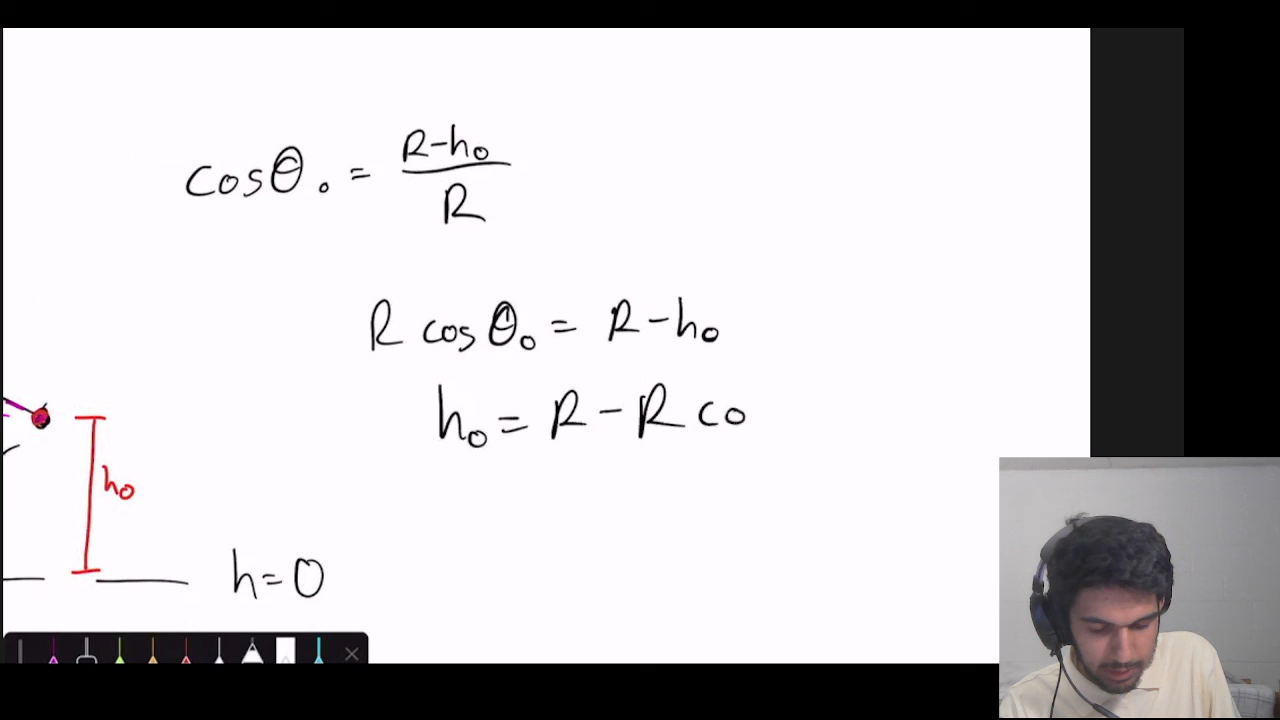 cosθ₀ = (R-h₀)/R
R cosθ₀ = R-h₀
h₀ = R - R co
h₀
h=0